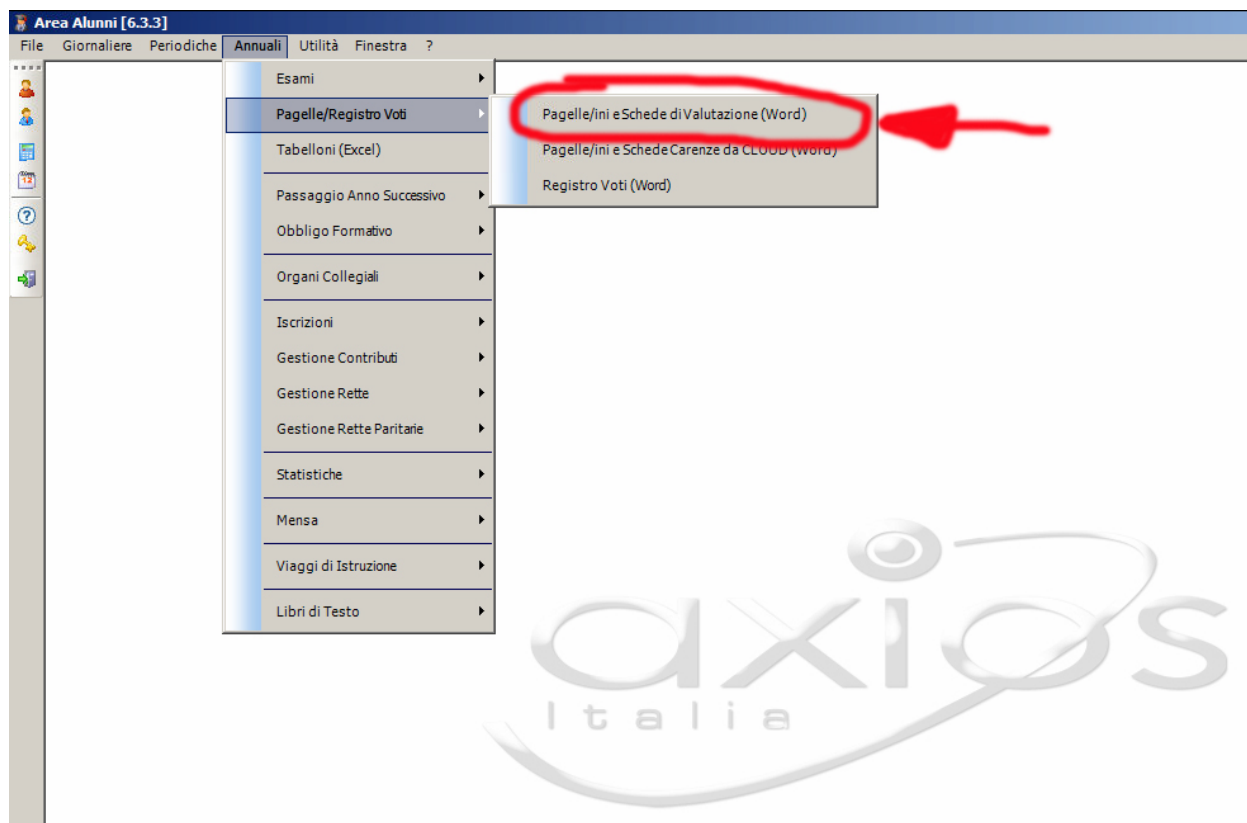 Area Alunni [6.3.3]
File Giornaliere Periodiche Annuali Utilità Finestra ?
Esami
Pagelle/Registro Voti
Tabelloni (Excel)
Passaggio Anno Successivo
Obbligo Formativo
Organi Collegiali
Iscrizioni
Gestione Contributi
Gestione Rette
Gestione Rette Paritarie
Statistiche
Mensa
Viaggi di Istruzione
Libri di Testo
Pagelle/ini e Schede di Valutazione (Word)
Pagelle/ini e Schede Carenze da CLOUD (Word)
Registro Voti (Word)
12
axios
Italia